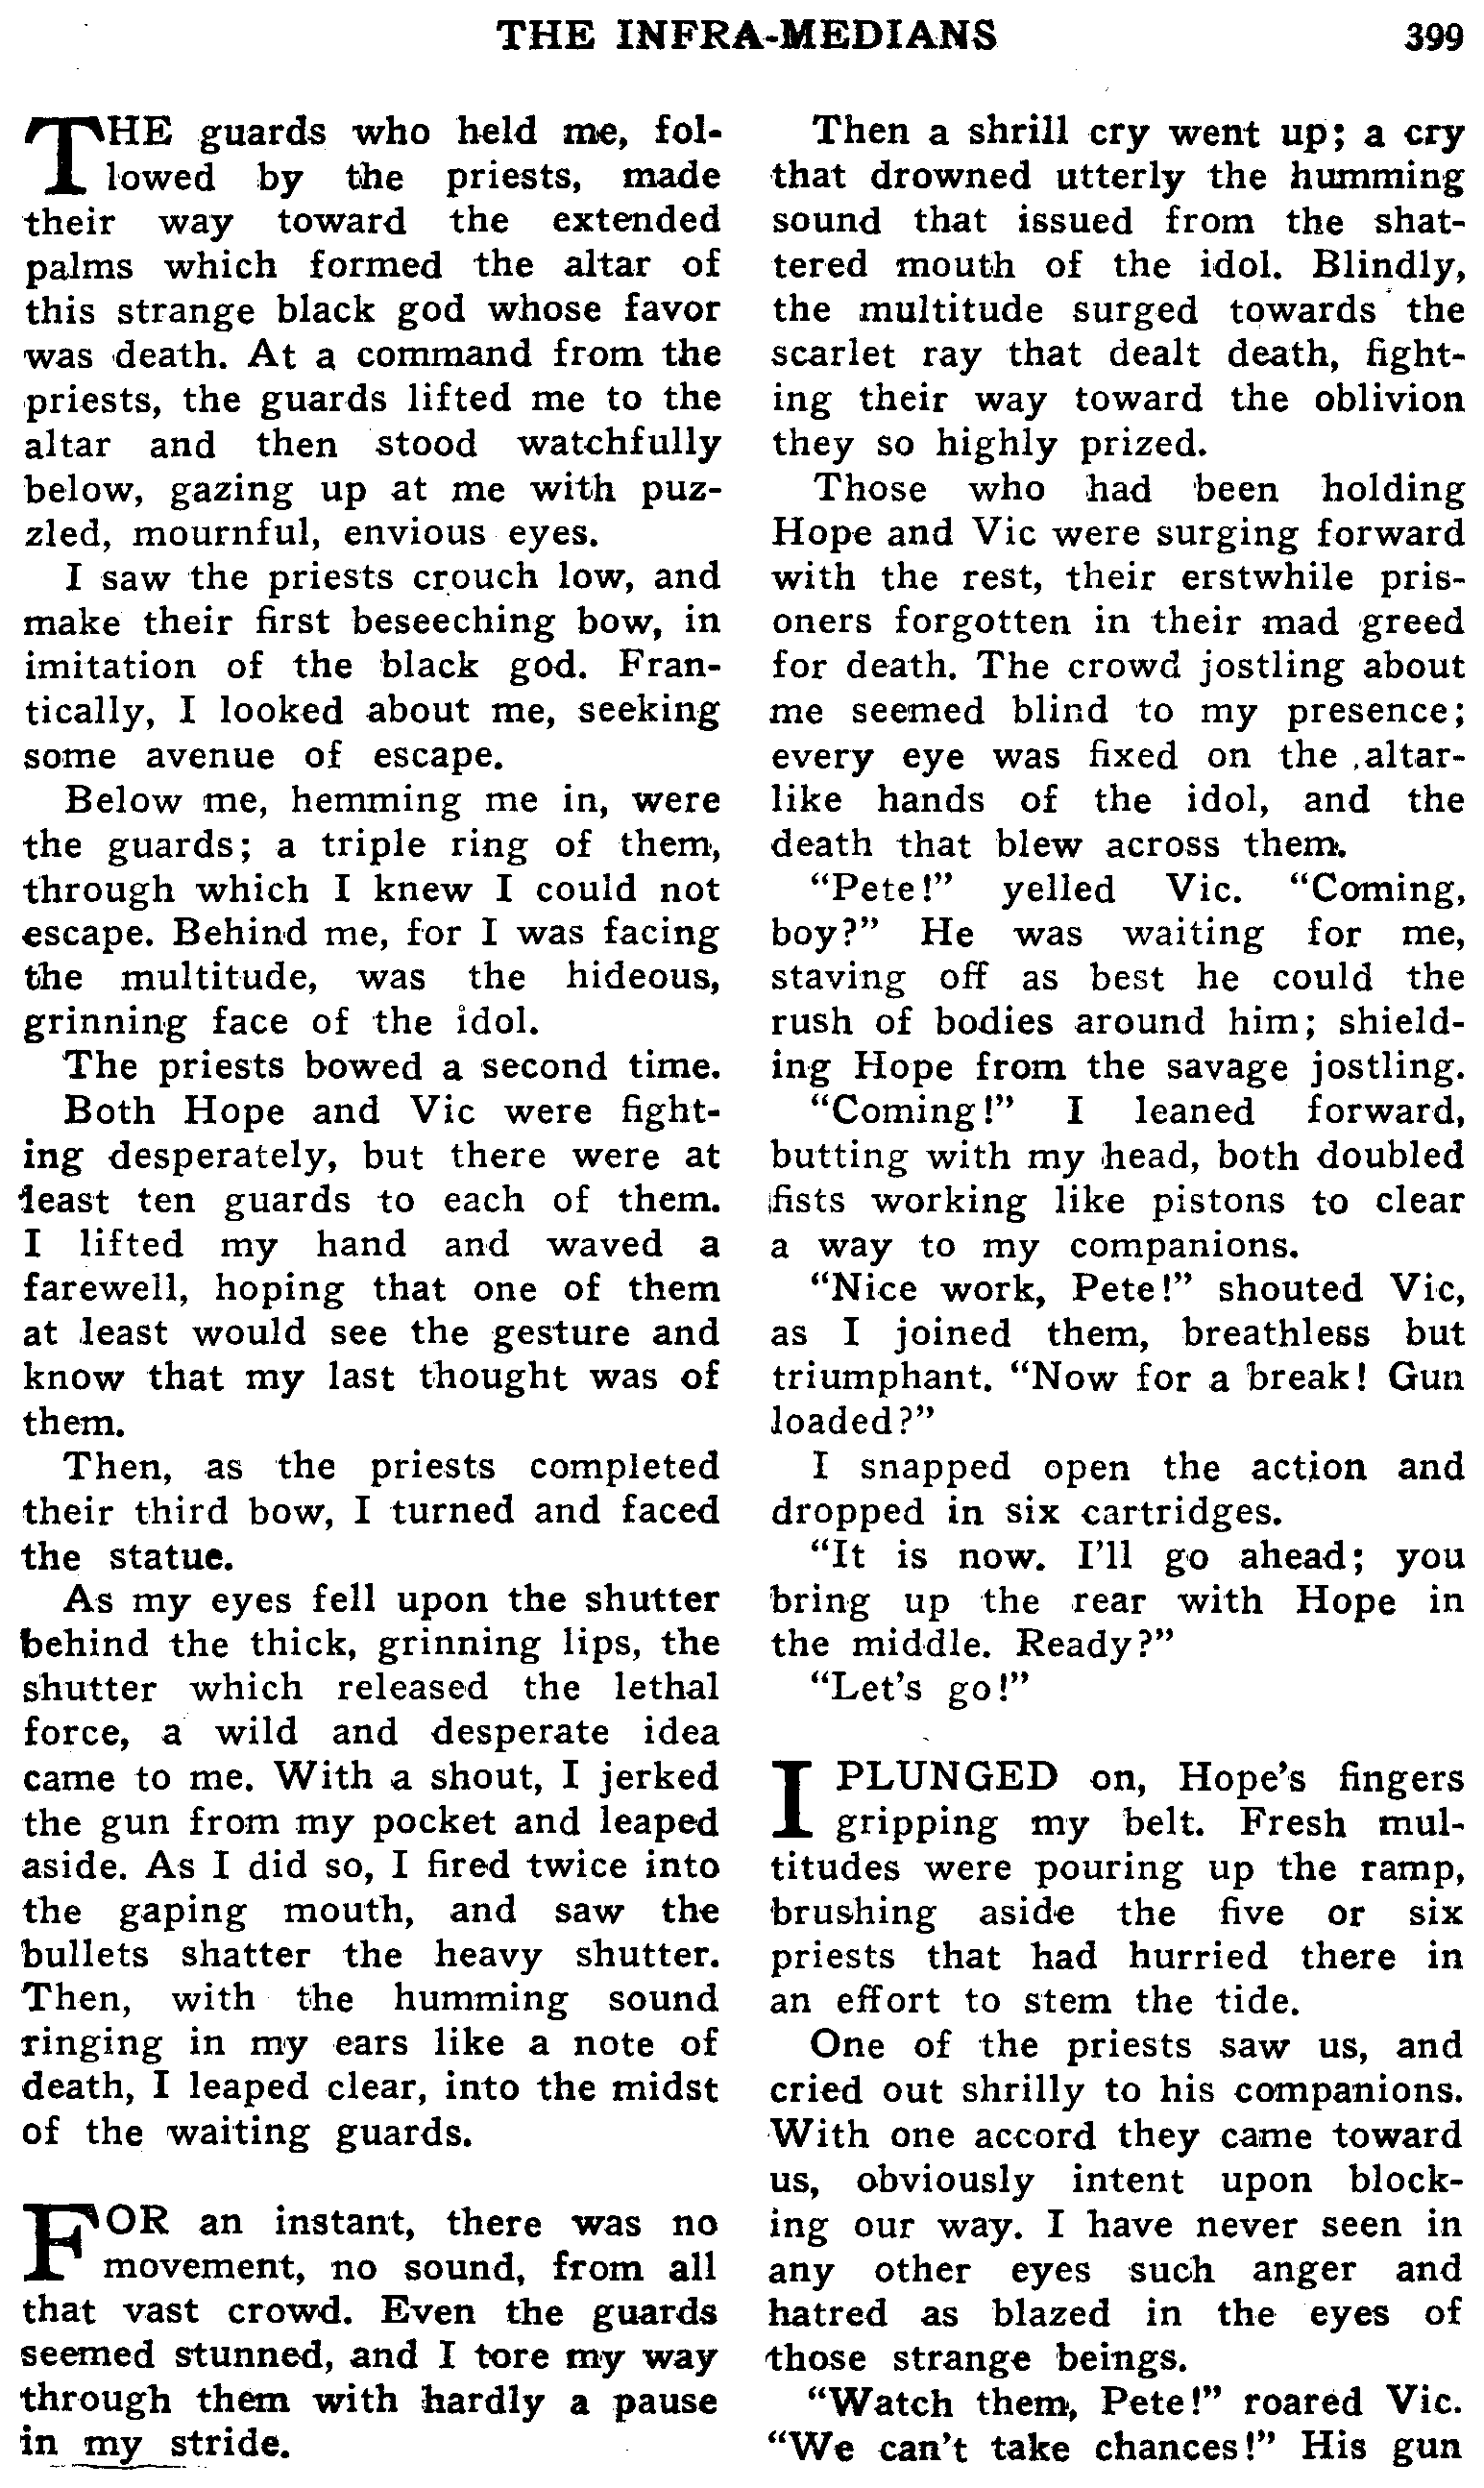 THE INFRA-MEDIANS 399
THE guards who held me, fol-
lowed by the priests, made
their way toward the extended
palms which formed the altar of
this strange black god whose favor
was death. At a command from the
priests, the guards lifted me to the
altar and then stood watchfully
below, gazing up at me with puz-
zled, mournful, envious eyes.
I saw the priests crouch low, and
make their first beseeching bow, in
imitation of the black god. Fran-
tically, I looked about me, seeking
some avenue of escape.
Below me, hemming me in, were
the guards; a triple ring of them,
through which I knew I could not
escape. Behind me, for I was facing
the multitude, was the hideous,
grinning face of the idol.
The priests bowed a second time.
Both Hope and Vic were fight-
ing desperately, but there were at
least ten guards to each of them.
I lifted my hand and waved a
farewell, hoping that one of them
at least would see the gesture and
know that my last thought was of
them.
Then, as the priests completed
their third bow, I turned and faced
the statue.
As my eyes fell upon the shutter
behind the thick, grinning lips, the
shutter which released the lethal
force, a wild and desperate idea
came to me. With a shout, I jerked
the gun from my pocket and leaped
aside. As I did so, I fired twice into
the gaping mouth, and saw the
bullets shatter the heavy shutter.
Then, with the humming sound
ringing in my ears like a note of
death, I leaped clear, into the midst
of the waiting guards.
FOR an instant, there was no
movement, no sound, from all
that vast crowd. Even the guards
seemed stunned, and I tore my way
through them with hardly a pause
in my stride.
Then a shrill cry went up; a cry
that drowned utterly the humming
sound that issued from the shat-
tered mouth of the idol. Blindly,
the multitude surged towards the
scarlet ray that dealt death, fight-
ing their way toward the oblivion
they so highly prized.
Those who had been holding
Hope and Vic were surging forward
with the rest, their erstwhile pris-
oners forgotten in their mad greed
for death. The crowd jostling about
me seemed blind to my presence;
every eye was fixed on the altar-
like hands of the idol, and the
death that blew across them.
"Pete!" yelled Vic. "Coming,
boy?" He was waiting for me,
staving off as best he could the
rush of bodies around him; shield-
ing Hope from the savage jostling.
"Coming!" I leaned forward,
butting with my head, both doubled
fists working like pistons to clear
a way to my companions.
"Nice work, Pete!" shouted Vic,
as I joined them, breathless but
triumphant. "Now for a break! Gun
loaded?"
I snapped open the action and
dropped in six cartridges.
"It is now. I'll go ahead; you
bring up the rear with Hope in
the middle. Ready?"
"Let's go!"
I PLUNGED on, Hope's fingers
gripping my belt. Fresh mul-
titudes were pouring up the ramp,
brushing aside the five or six
priests that had hurried there in
an effort to stem the tide.
One of the priests saw us, and
cried out shrilly to his companions.
With one accord they came toward
us, obviously intent upon block-
ing our way. I have never seen in
any other eyes such anger and
hatred as blazed in the eyes of
those strange beings.
"Watch them, Pete!" roared Vic.
"We can't take chances!" His gun